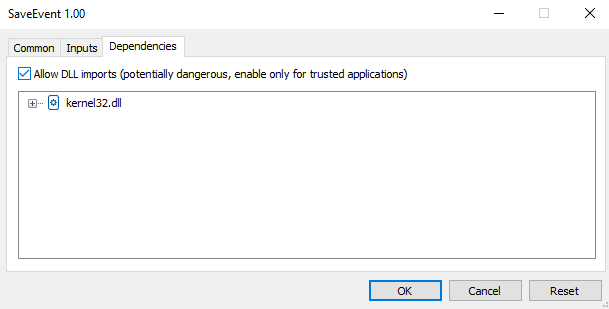 SaveEvent 1.00
Common Inputs Dependencies
Allow DLL imports (potentially dangerous, enable only for trusted applications)
kernel32.dll
OK Cancel Reset